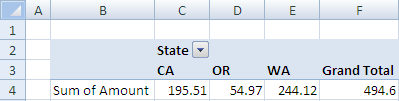 A B C D E F
1
2 State
3 CA OR WA Grand Total
4 Sum of Amount 195.51 54.97 244.12 494.6